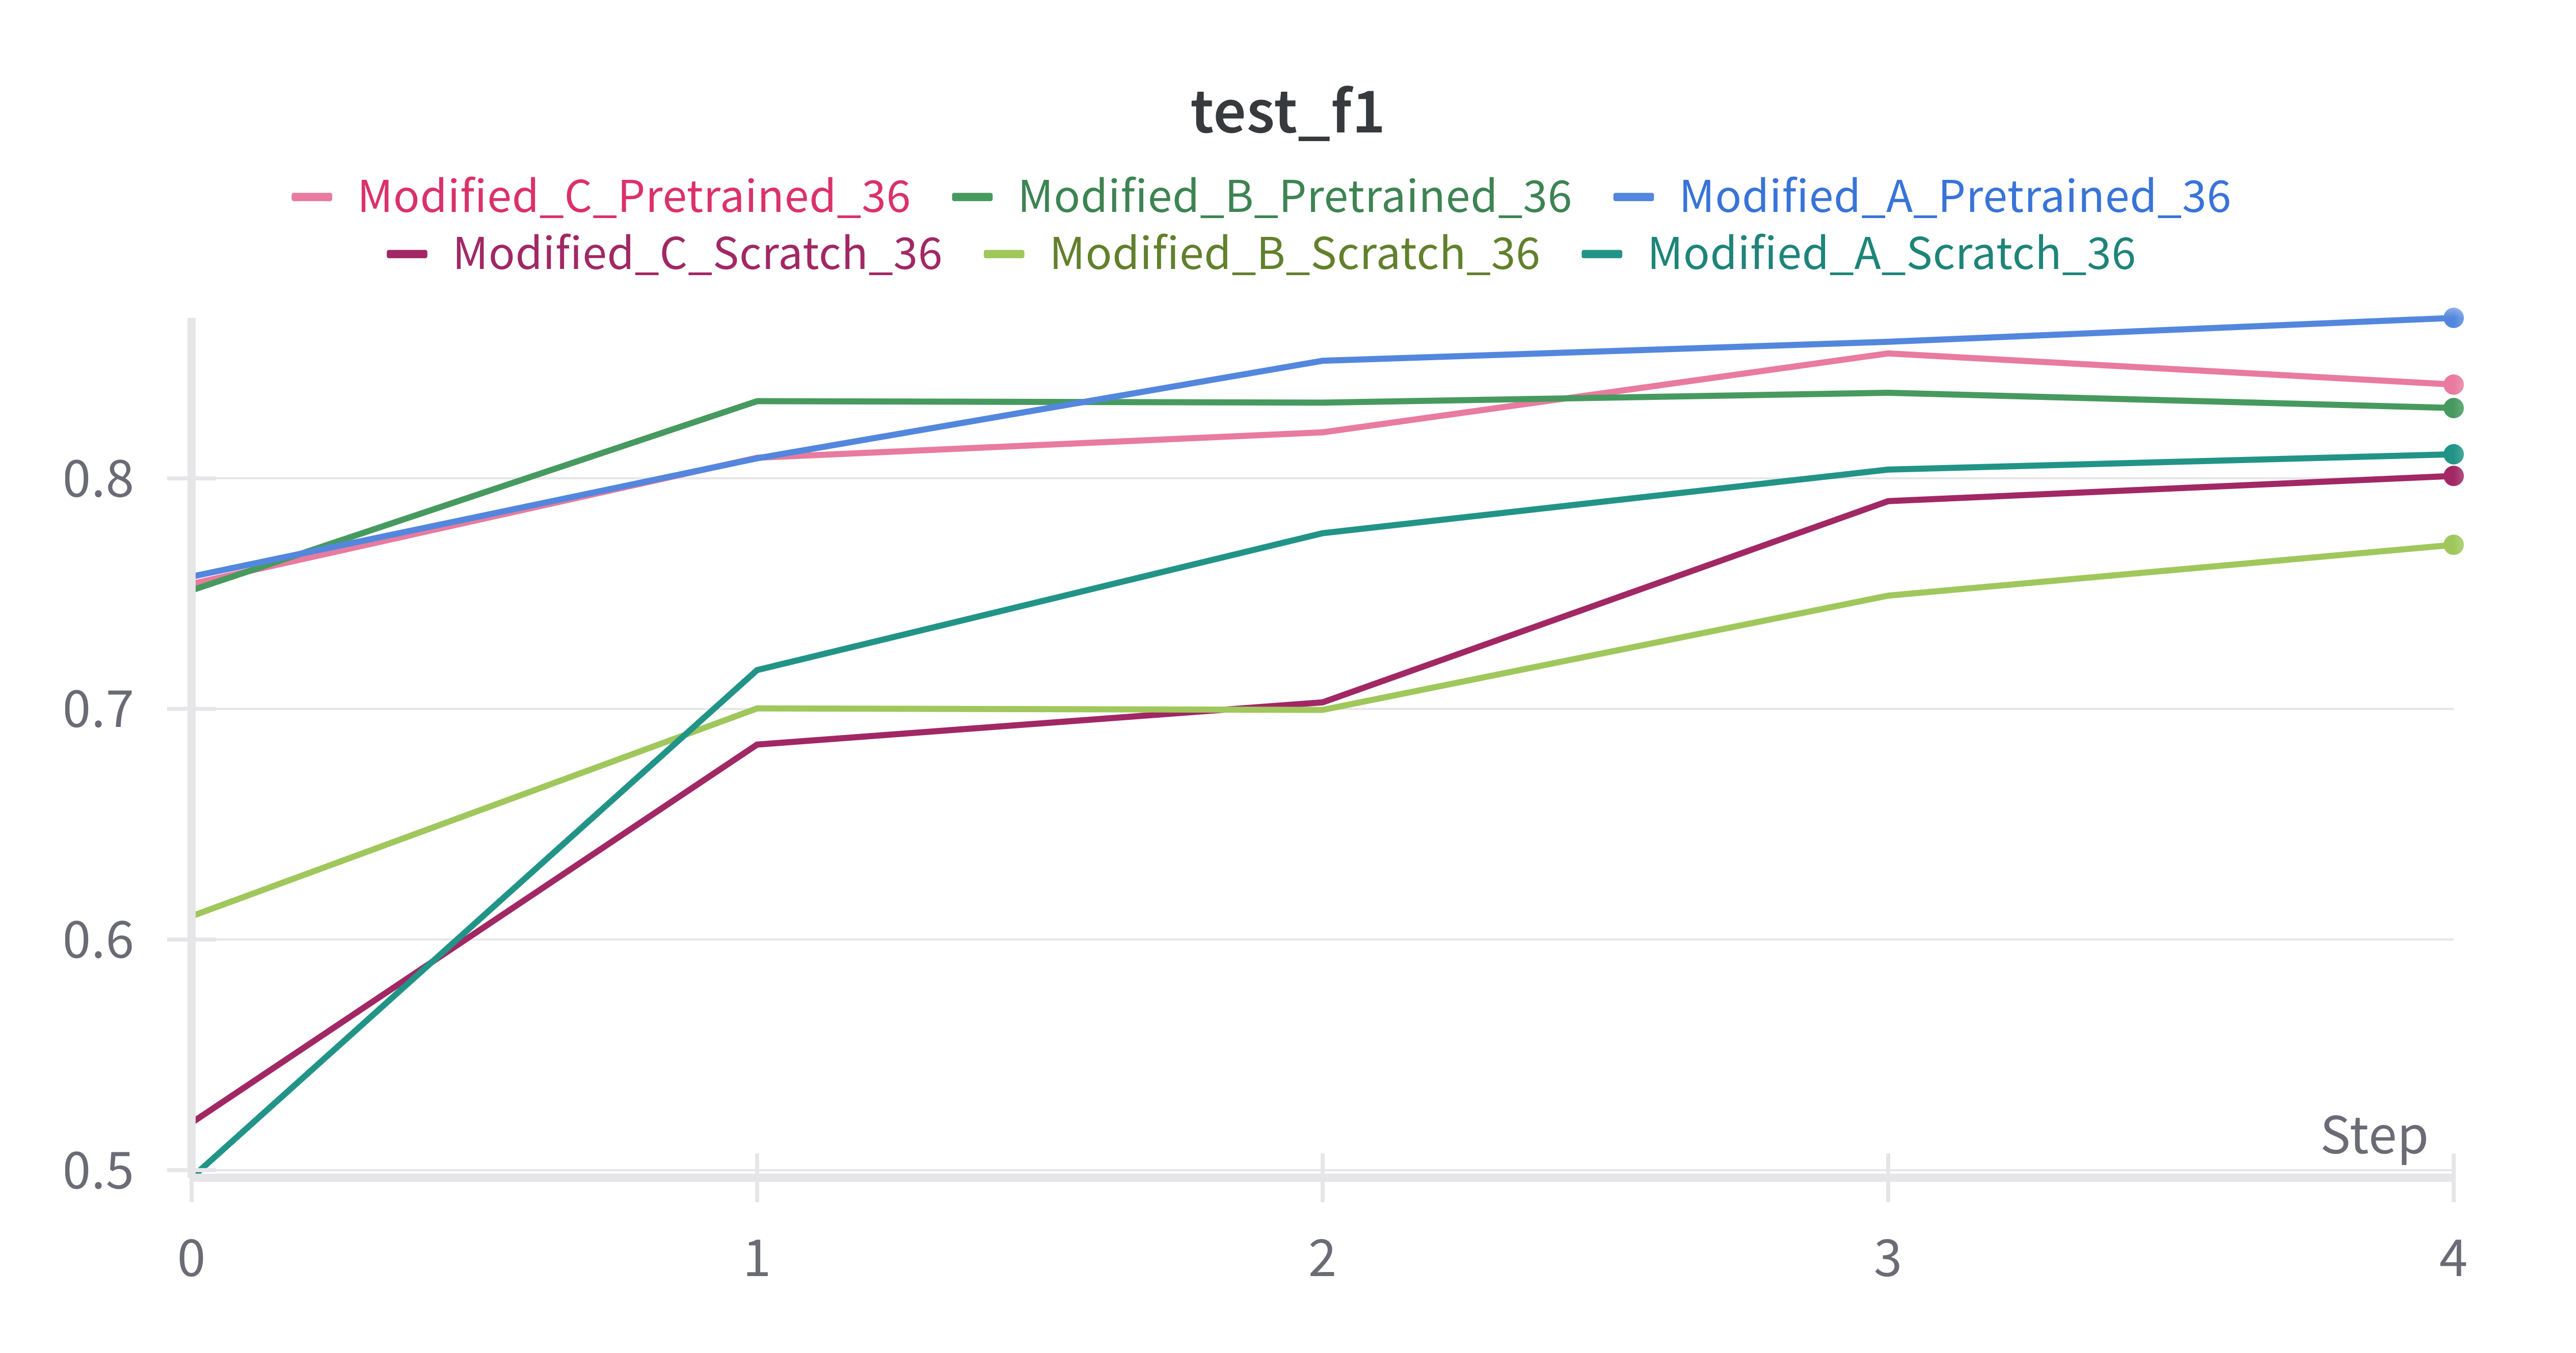 test_f1
Modified_C_Pretrained_36 Modified_B_Pretrained_36 Modified_A_Pretrained_36
Modified_C_Scratch_36 Modified_B_Scratch_36 Modified_A_Scratch_36
0.8
0.7
0.6
0.5
Step
0 1 2 3 4